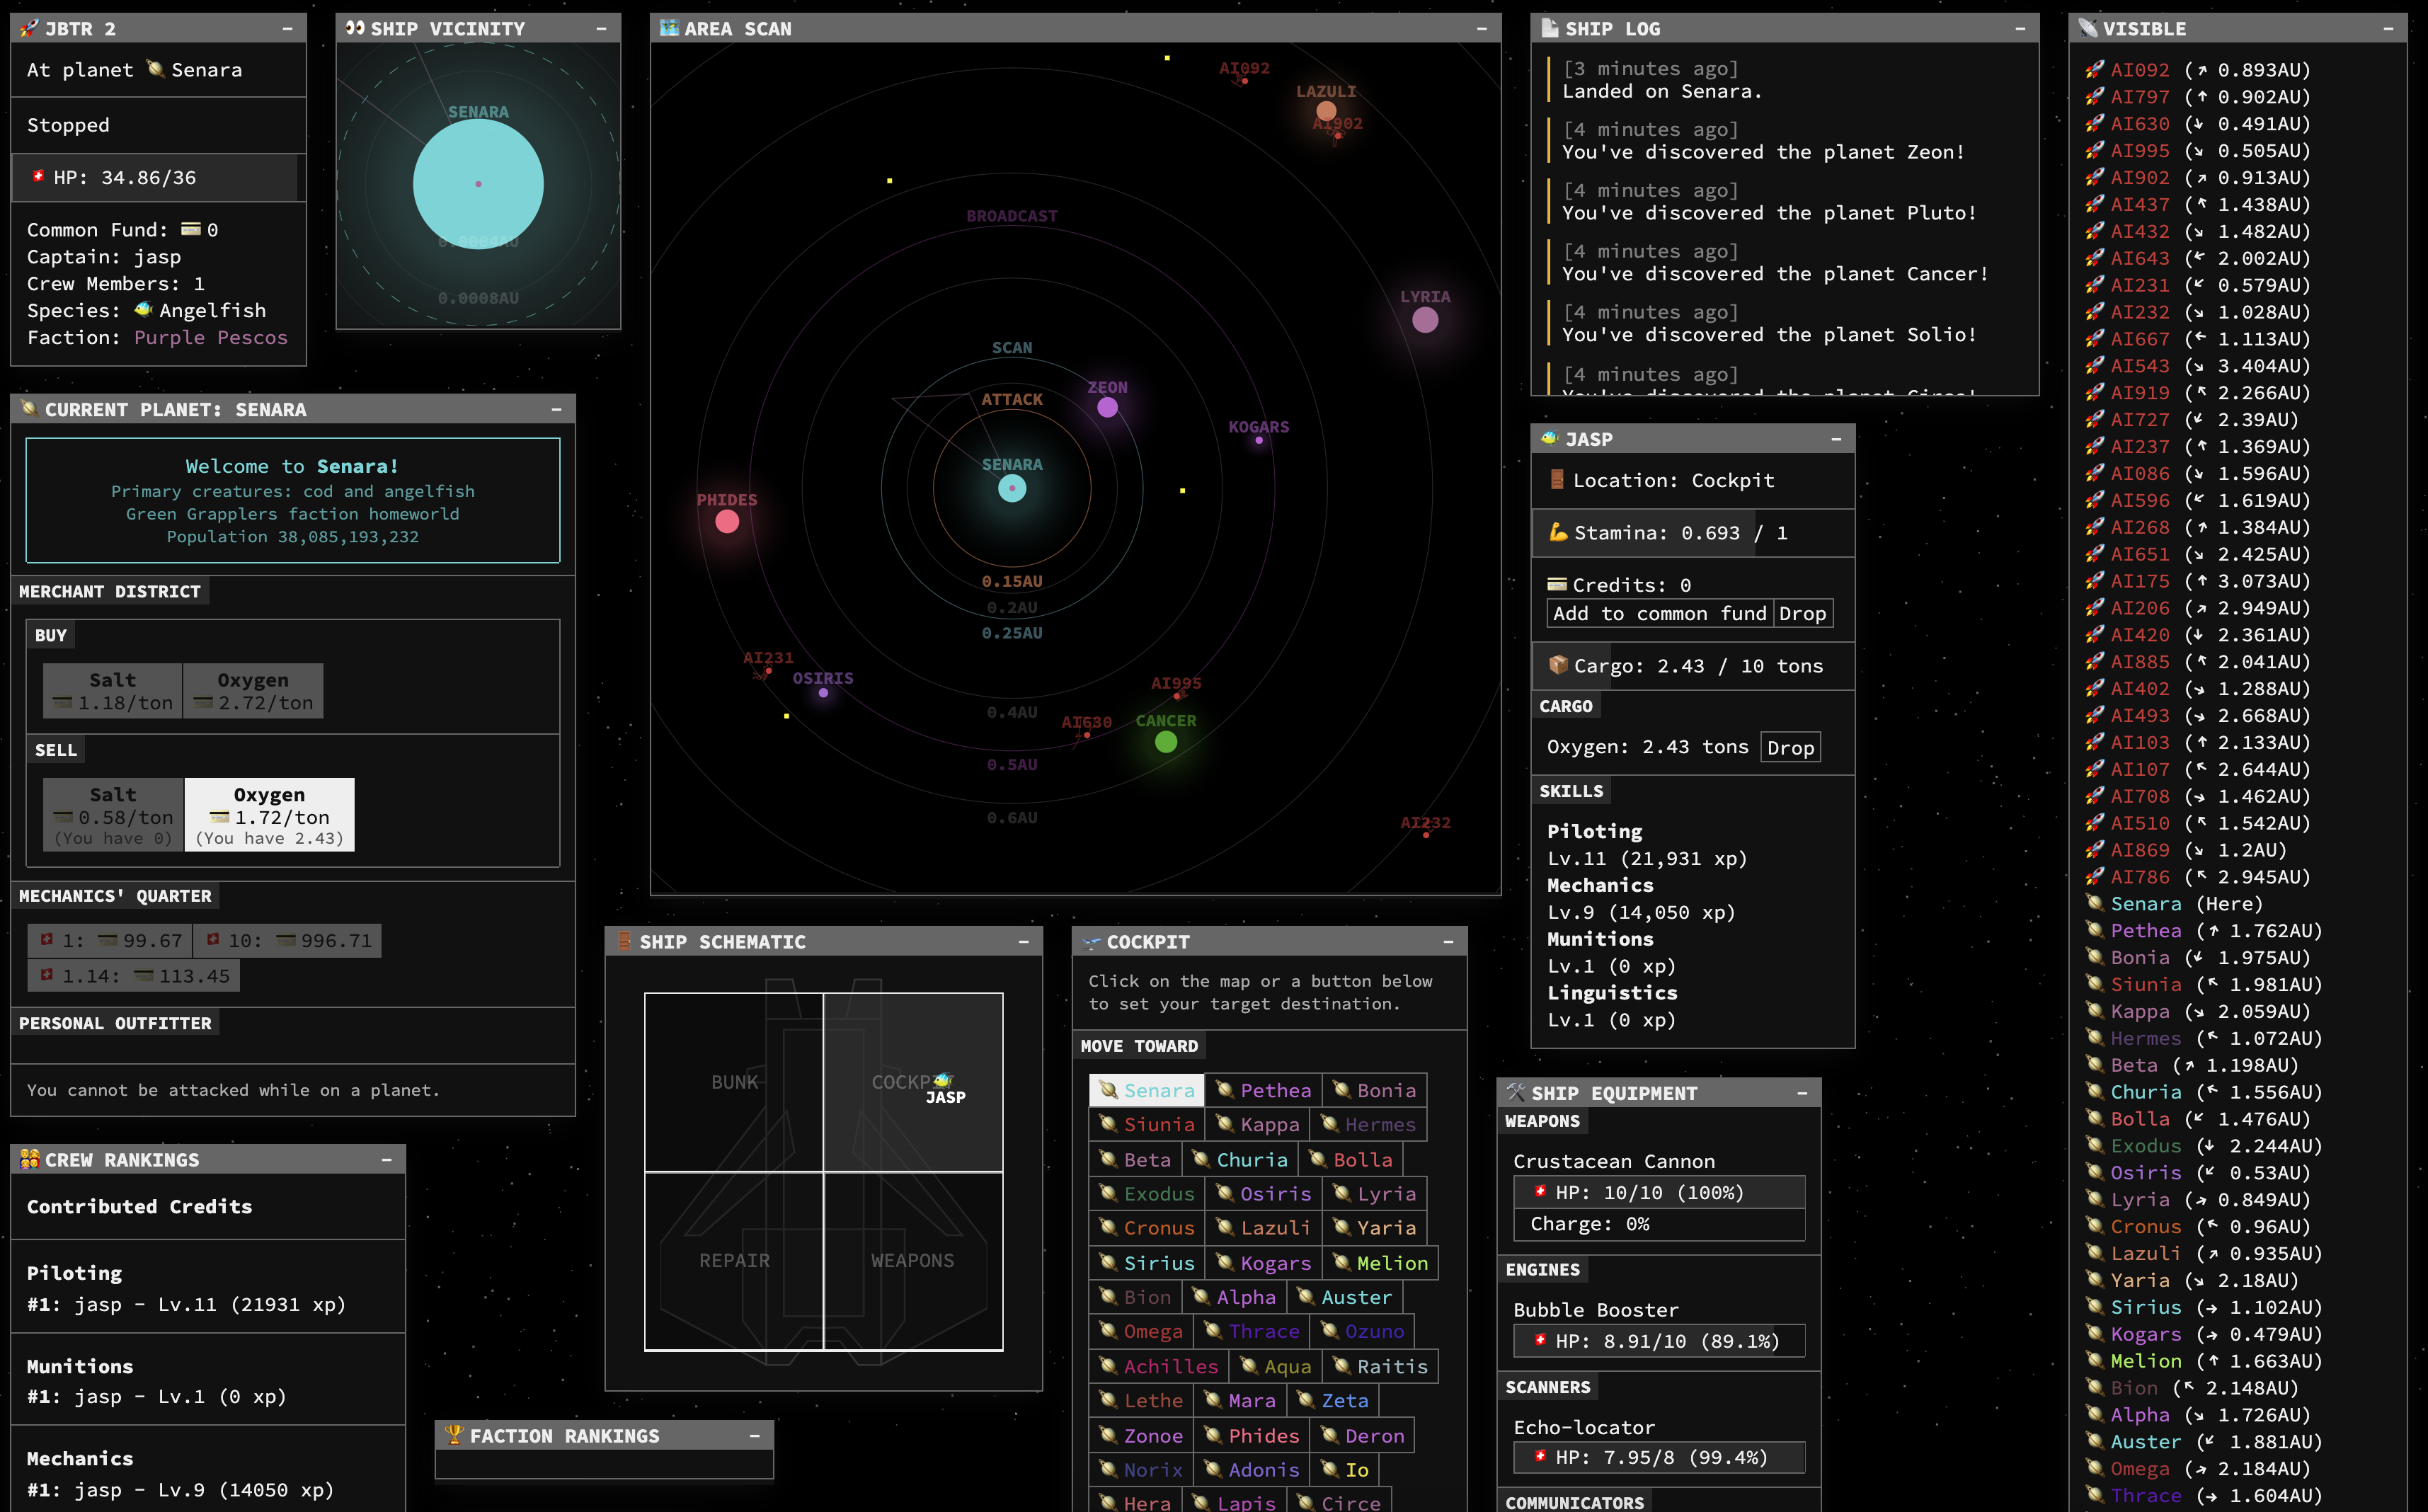 JBTR 2
At planet Senara
Stopped
HP: 34.86/36
Common Fund: 0
Captain: jasp
Crew Members: 1
Species: Angelfish
Faction: Purple Pescos
SHIP VICINITY
SENARA
0.0004AU
0.0008AU
CURRENT PLANET: SENARA
Welcome to Senara!
Primary creatures: cod and angelfish
Green Grapplers faction homeworld
Population 38,085,193,232
MERCHANT DISTRICT
BUY
Salt
1.18/ton
Oxygen
2.72/ton
SELL
Salt
0.58/ton
(You have 0)
Oxygen
1.72/ton
(You have 2.43)
MECHANICS' QUARTER
1: 99.67
10: 996.71
1.14: 113.45
PERSONAL OUTFITTER
You cannot be attacked while on a planet.
CREW RANKINGS
Contributed Credits
Piloting
#1: jasp - Lv.11 (21931 xp)
Munitions
#1: jasp - Lv.1 (0 xp)
Mechanics
#1: jasp - Lv.9 (14050 xp)
FACTION RANKINGS
AREA SCAN
AI092
LAZULI
AI902
BROADCAST
LYRIA
SCAN
ZEON
ATTACK
KOGARS
SENARA
PHIDES
0.15AU
0.2AU
0.25AU
AI231
OSIRIS
AI995
0.4AU
AI630
CANCER
0.5AU
0.6AU
AI232
SHIP SCHEMATIC
BUNK
COCKPIT
JASP
REPAIR
WEAPONS
COCKPIT
Click on the map or a button below
to set your target destination.
MOVE TOWARD
Senara Pethea Bonia
Siunia Kappa Hermes
Beta Churia Bolla
Exodus Osiris Lyria
Cronus Lazuli Yaria
Sirius Kogars Melion
Bion Alpha Auster
Omega Thrace Ozuno
Achilles Aqua Raitis
Lethe Mara Zeta
Zonoe Phides Deron
Norix Adonis Io
Hera Lapis Circe
SHIP LOG
[3 minutes ago]
Landed on Senara.
[4 minutes ago]
You've discovered the planet Zeon!
[4 minutes ago]
You've discovered the planet Pluto!
[4 minutes ago]
You've discovered the planet Cancer!
[4 minutes ago]
You've discovered the planet Solio!
[4 minutes ago]
You've discovered the planet Circe!
JASP
Location: Cockpit
Stamina: 0.693 / 1
Credits: 0
Add to common fund Drop
Cargo: 2.43 / 10 tons
CARGO
Oxygen: 2.43 tons Drop
SKILLS
Piloting
Lv.11 (21,931 xp)
Mechanics
Lv.9 (14,050 xp)
Munitions
Lv.1 (0 xp)
Linguistics
Lv.1 (0 xp)
SHIP EQUIPMENT
WEAPONS
Crustacean Cannon
HP: 10/10 (100%)
Charge: 0%
ENGINES
Bubble Booster
HP: 8.91/10 (89.1%)
SCANNERS
Echo-locator
HP: 7.95/8 (99.4%)
COMMUNICATORS
VISIBLE
AI092 (↗ 0.893AU)
AI797 (↑ 0.902AU)
AI630 (↓ 0.491AU)
AI995 (↘ 0.505AU)
AI902 (↗ 0.913AU)
AI437 (↖ 1.438AU)
AI432 (↘ 1.482AU)
AI643 (← 2.002AU)
AI231 (↙ 0.579AU)
AI232 (↘ 1.028AU)
AI667 (← 1.113AU)
AI543 (↘ 3.404AU)
AI919 (↖ 2.266AU)
AI727 (↙ 2.39AU)
AI237 (↑ 1.369AU)
AI086 (↘ 1.596AU)
AI596 (↙ 1.619AU)
AI268 (↑ 1.384AU)
AI651 (↘ 2.425AU)
AI175 (↑ 3.073AU)
AI206 (↗ 2.949AU)
AI420 (↓ 2.361AU)
AI885 (↖ 2.041AU)
AI402 (→ 1.288AU)
AI493 (→ 2.668AU)
AI103 (↑ 2.133AU)
AI107 (↖ 2.644AU)
AI708 (→ 1.462AU)
AI510 (↖ 1.542AU)
AI869 (↘ 1.2AU)
AI786 (↖ 2.945AU)
Senara (Here)
Pethea (↑ 1.762AU)
Bonia (↓ 1.975AU)
Siunia (↖ 1.981AU)
Kappa (↘ 2.059AU)
Hermes (↖ 1.072AU)
Beta (↗ 1.198AU)
Churia (↖ 1.556AU)
Bolla (↙ 1.476AU)
Exodus (↓ 2.244AU)
Osiris (↙ 0.53AU)
Lyria (→ 0.849AU)
Cronus (↖ 0.96AU)
Lazuli (↗ 0.935AU)
Yaria (↘ 2.18AU)
Sirius (→ 1.102AU)
Kogars (→ 0.479AU)
Melion (↑ 1.663AU)
Bion (↖ 2.148AU)
Alpha (↘ 1.726AU)
Auster (↙ 1.881AU)
Omega (→ 2.184AU)
Thrace (→ 1.604AU)